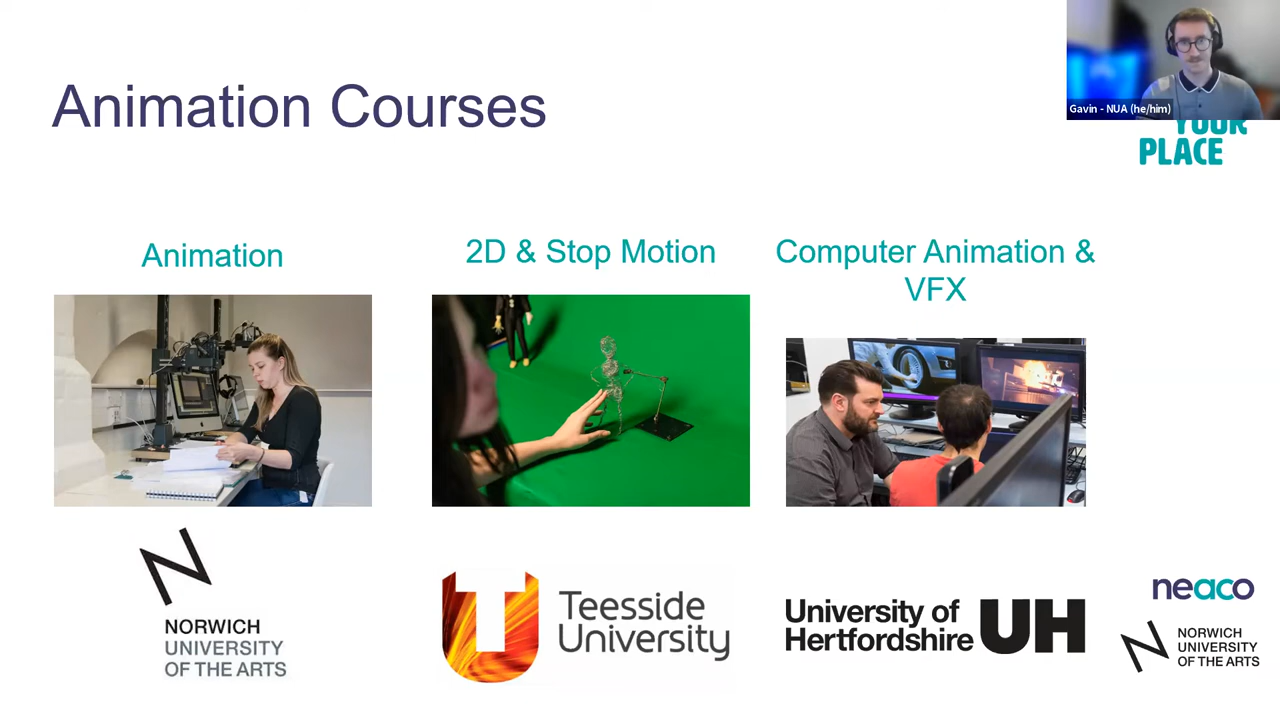 Animation Courses
Gavin - NUA (he/him)
YOUR
PLACE
Animation
2D & Stop Motion
Computer Animation &
VFX
N
NORWICH
UNIVERSITY
OF THE ARTS
T
Teesside
University
University of
Hertfordshire
UH
neaco
N
NORWICH
UNIVERSITY
OF THE ARTS